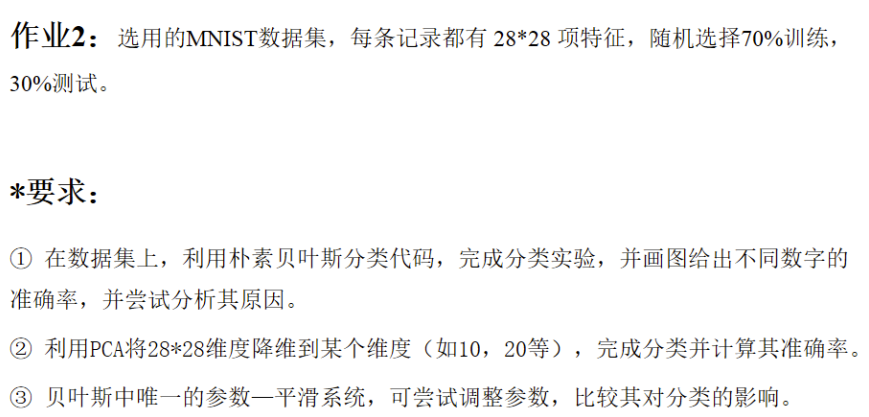 作业2：选用的MNIST数据集，每条记录都有 28*28 项特征，随机选择70%训练，
30%测试。
*要求：
① 在数据集上，利用朴素贝叶斯分类代码，完成分类实验，并画图给出不同数字的
准确率，并尝试分析其原因。
② 利用PCA将28*28维度降维到某个维度（如10，20等），完成分类并计算其准确率。
③ 贝叶斯中唯一的参数—平滑系统，可尝试调整参数，比较其对分类的影响。